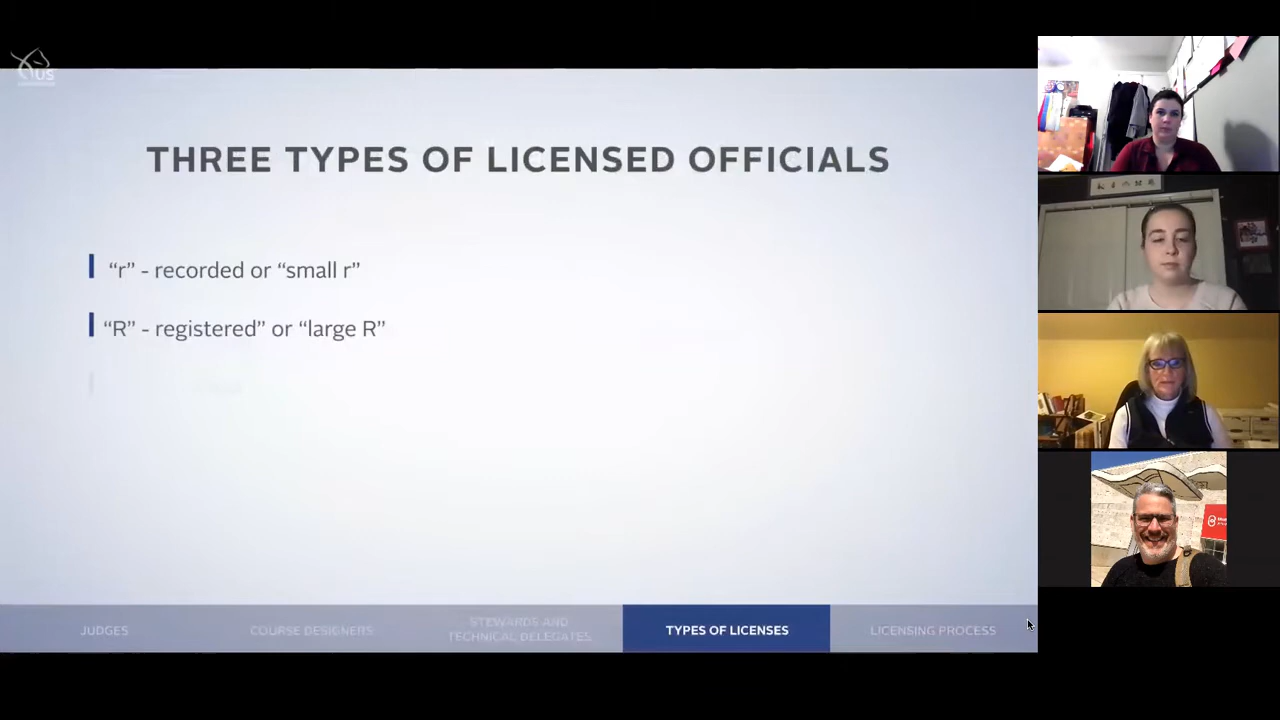 US
THREE TYPES OF LICENSED OFFICIALS
“r” - recorded or “small r”
“R” - registered” or “large R”
JUDGES
COURSE DESIGNERS
STEWARDS AND
TECHNICAL DELEGATES
TYPES OF LICENSES
LICENSING PROCESS